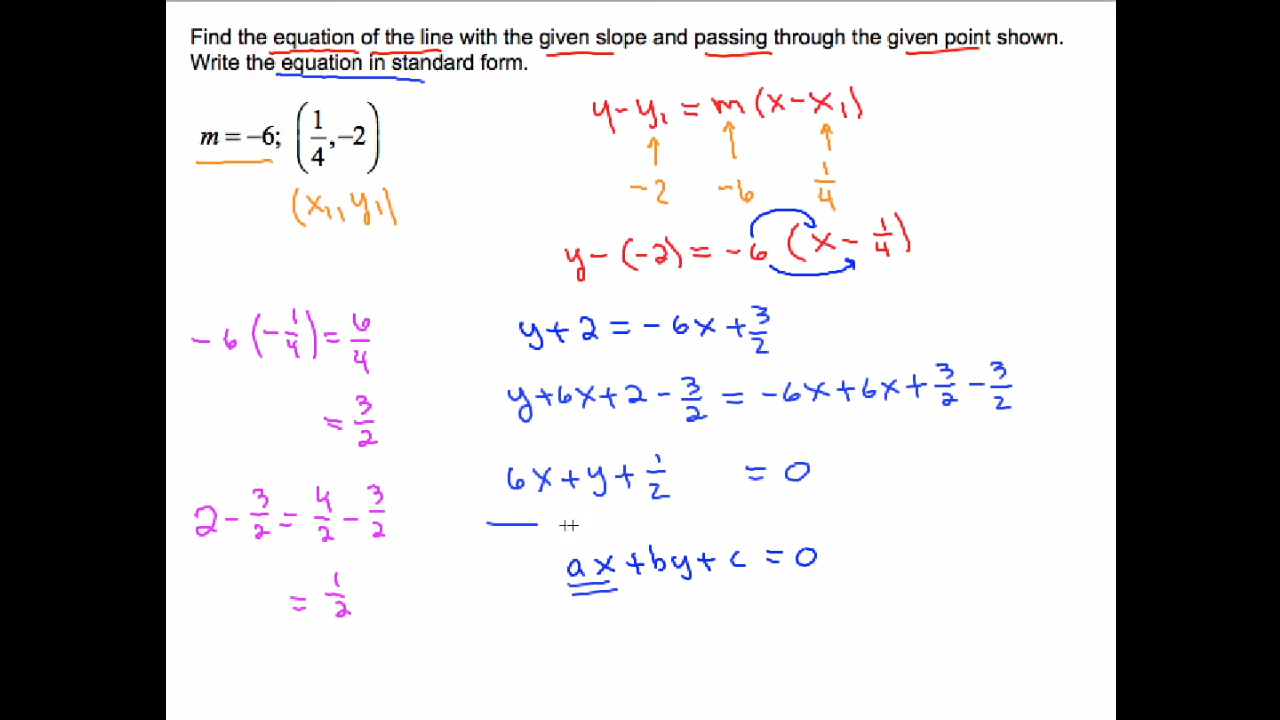 Find the equation of the line with the given slope and passing through the given point shown.
Write the equation in standard form.
m = −6; (1/4, −2)
(x₁, y₁)
y − y₁ = m (x − x₁)
↑ ↑ ↑
−2 −6 1/4
y − (−2) = −6 (x − 1/4)
−6 (−1/4) = 6/4
= 3/2
2 − 3/2 = 4/2 − 3/2
= 1/2
y + 2 = −6x + 3/2
y + 6x + 2 − 3/2 = −6x + 6x + 3/2 − 3/2
6x + y + 1/2 = 0
ax + by + c = 0